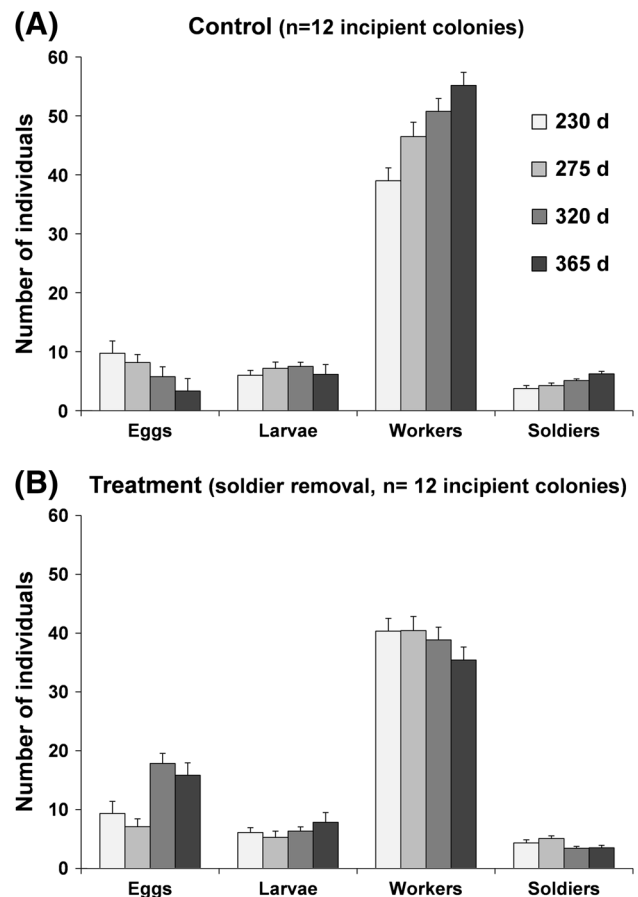 (A) Control (n=12 incipient colonies)
Number of individuals
60
50
40
30
20
10
0
230 d
275 d
320 d
365 d
Eggs Larvae Workers Soldiers
(B) Treatment (soldier removal, n= 12 incipient colonies)
Number of individuals
60
50
40
30
20
10
0
Eggs Larvae Workers Soldiers